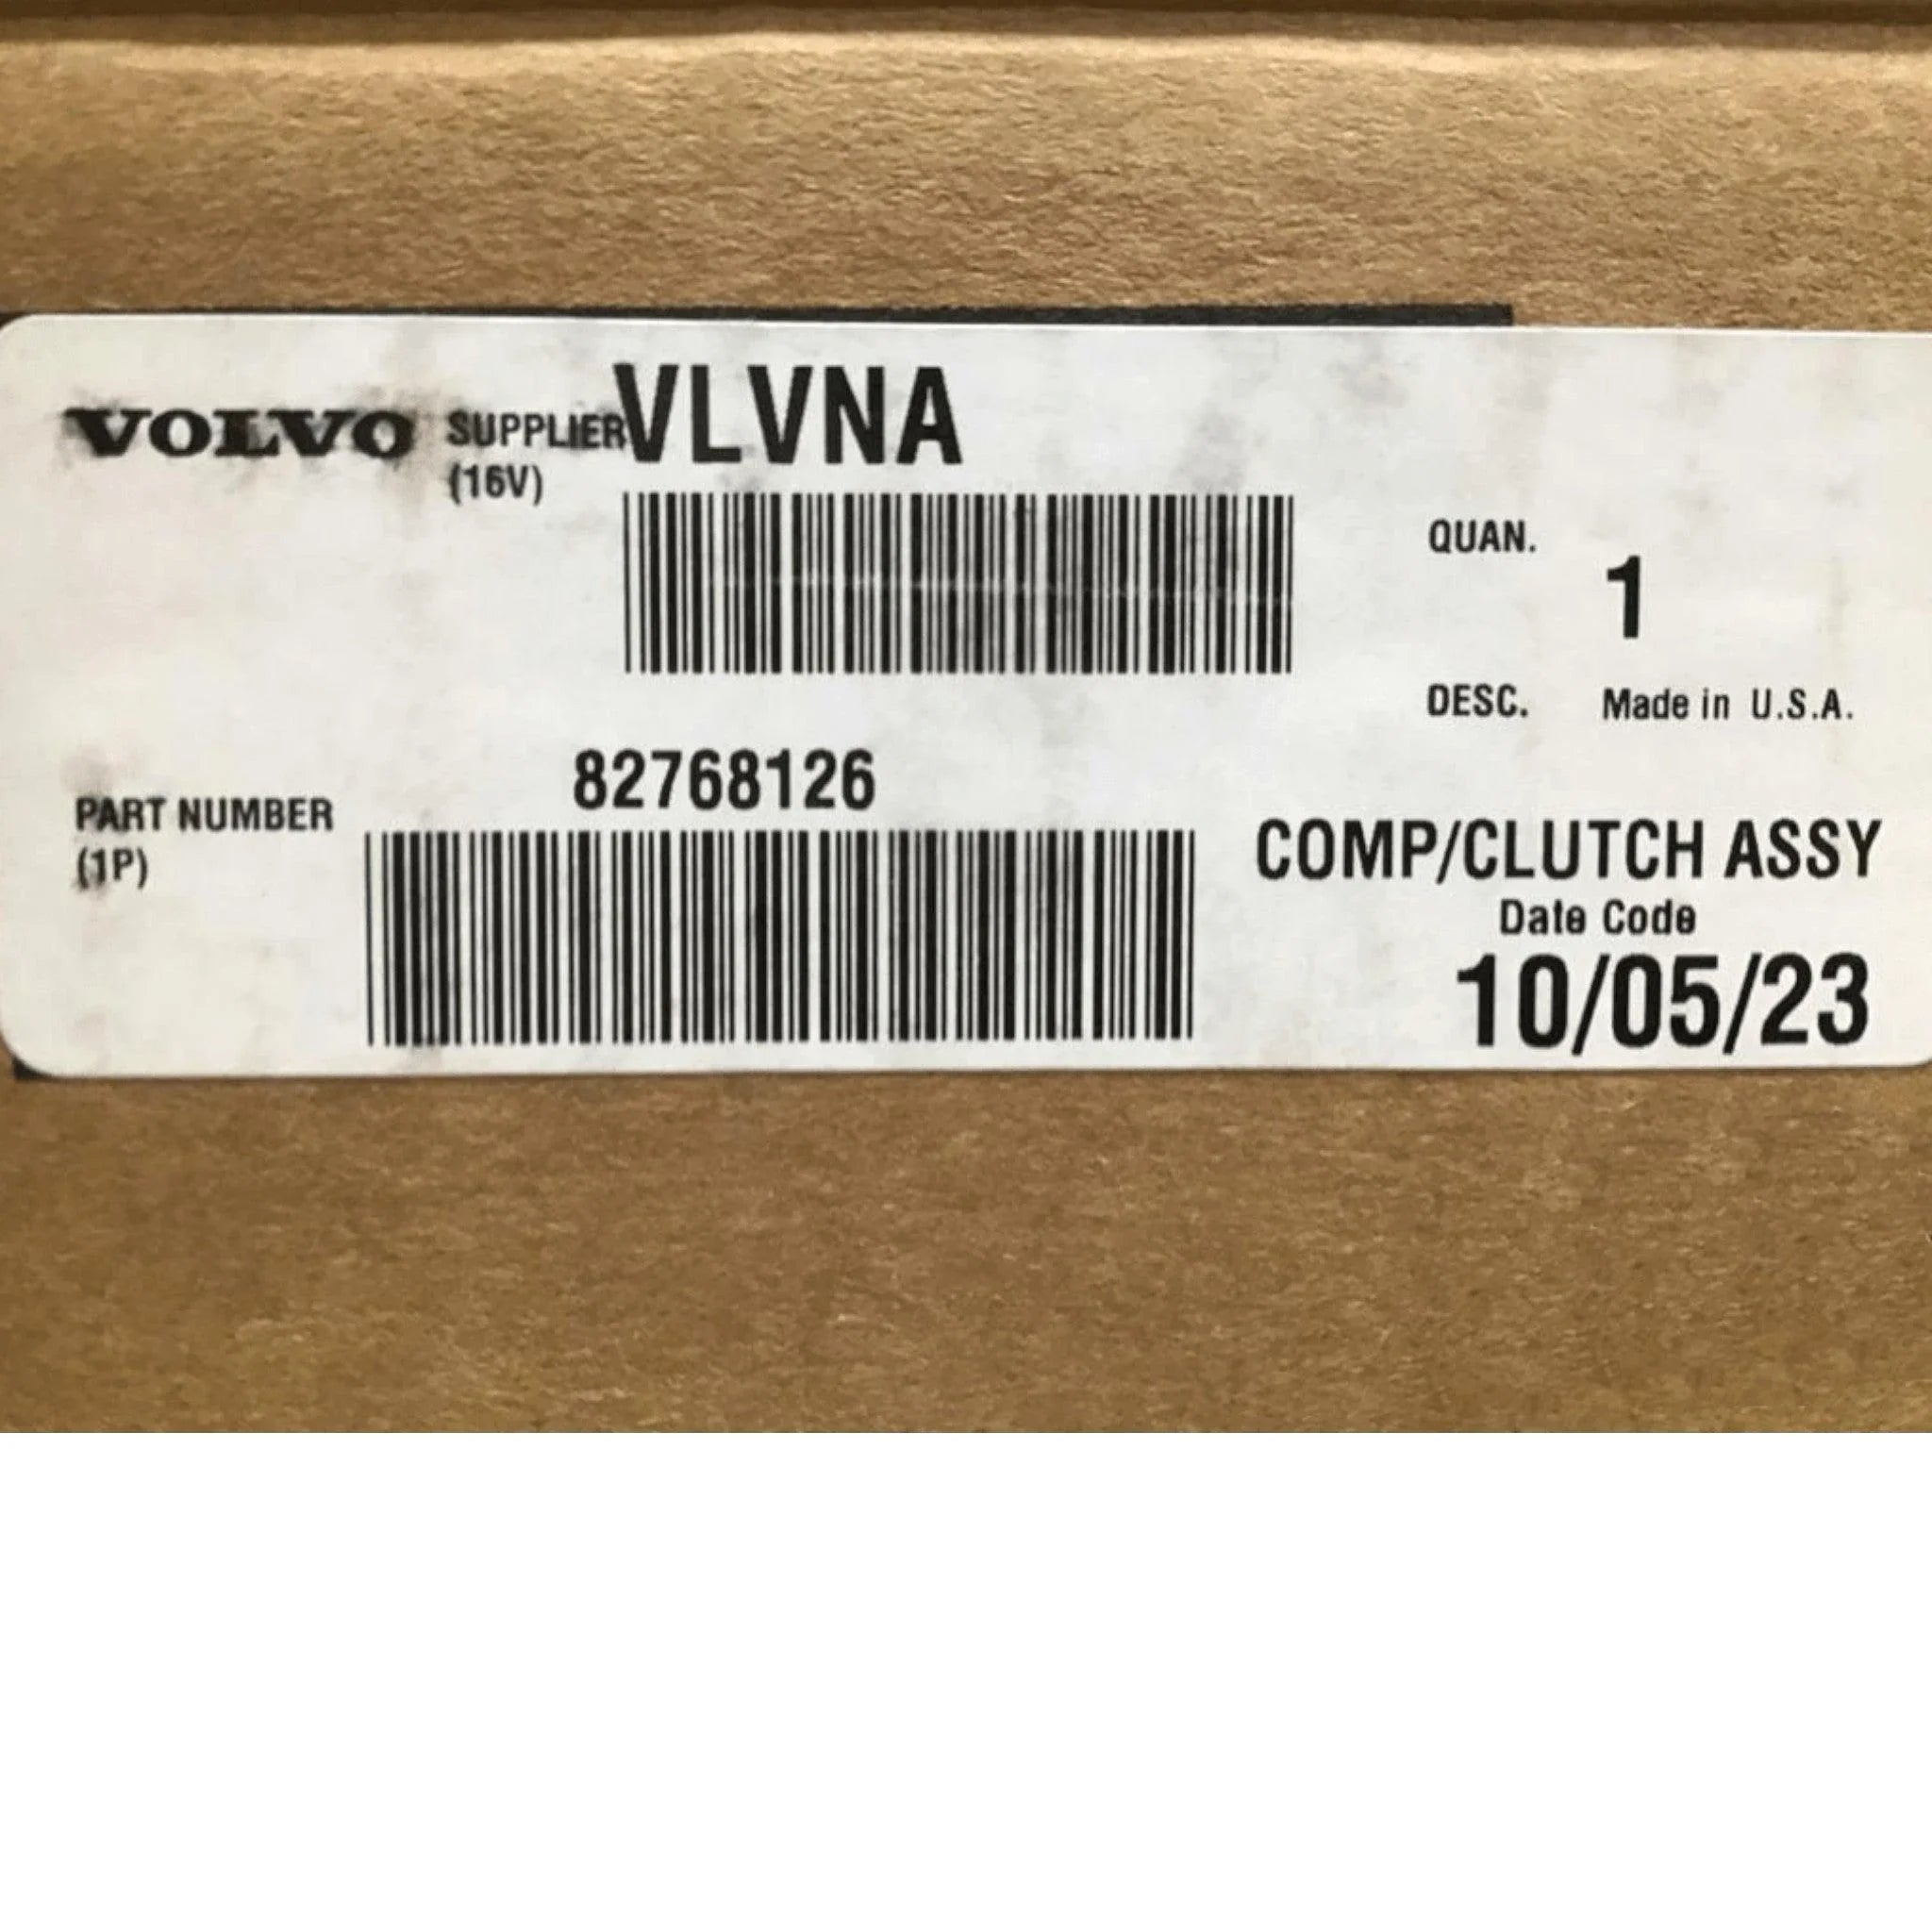 VOLVO SUPPLIER VLVNA
(16V)
QUAN.
1
DESC. Made in U.S.A.
82768126
PART NUMBER
(1P)
COMP/CLUTCH ASSY
Date Code
10/05/23